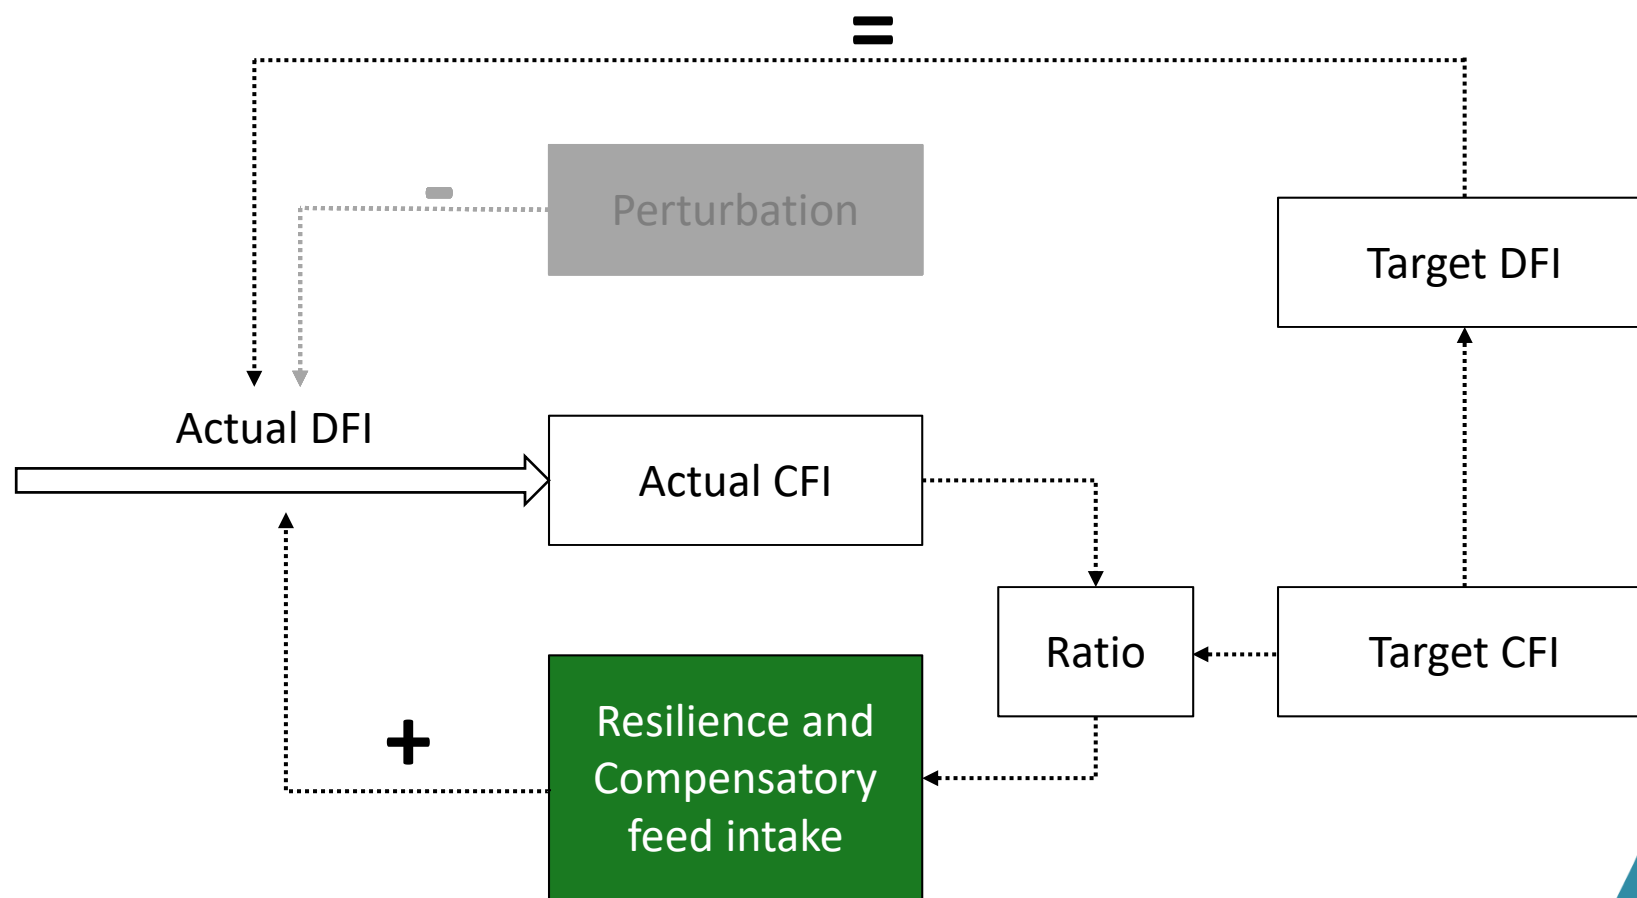 =
-
Perturbation
Target DFI
Actual DFI
Actual CFI
Ratio
Target CFI
+
Resilience and
Compensatory
feed intake